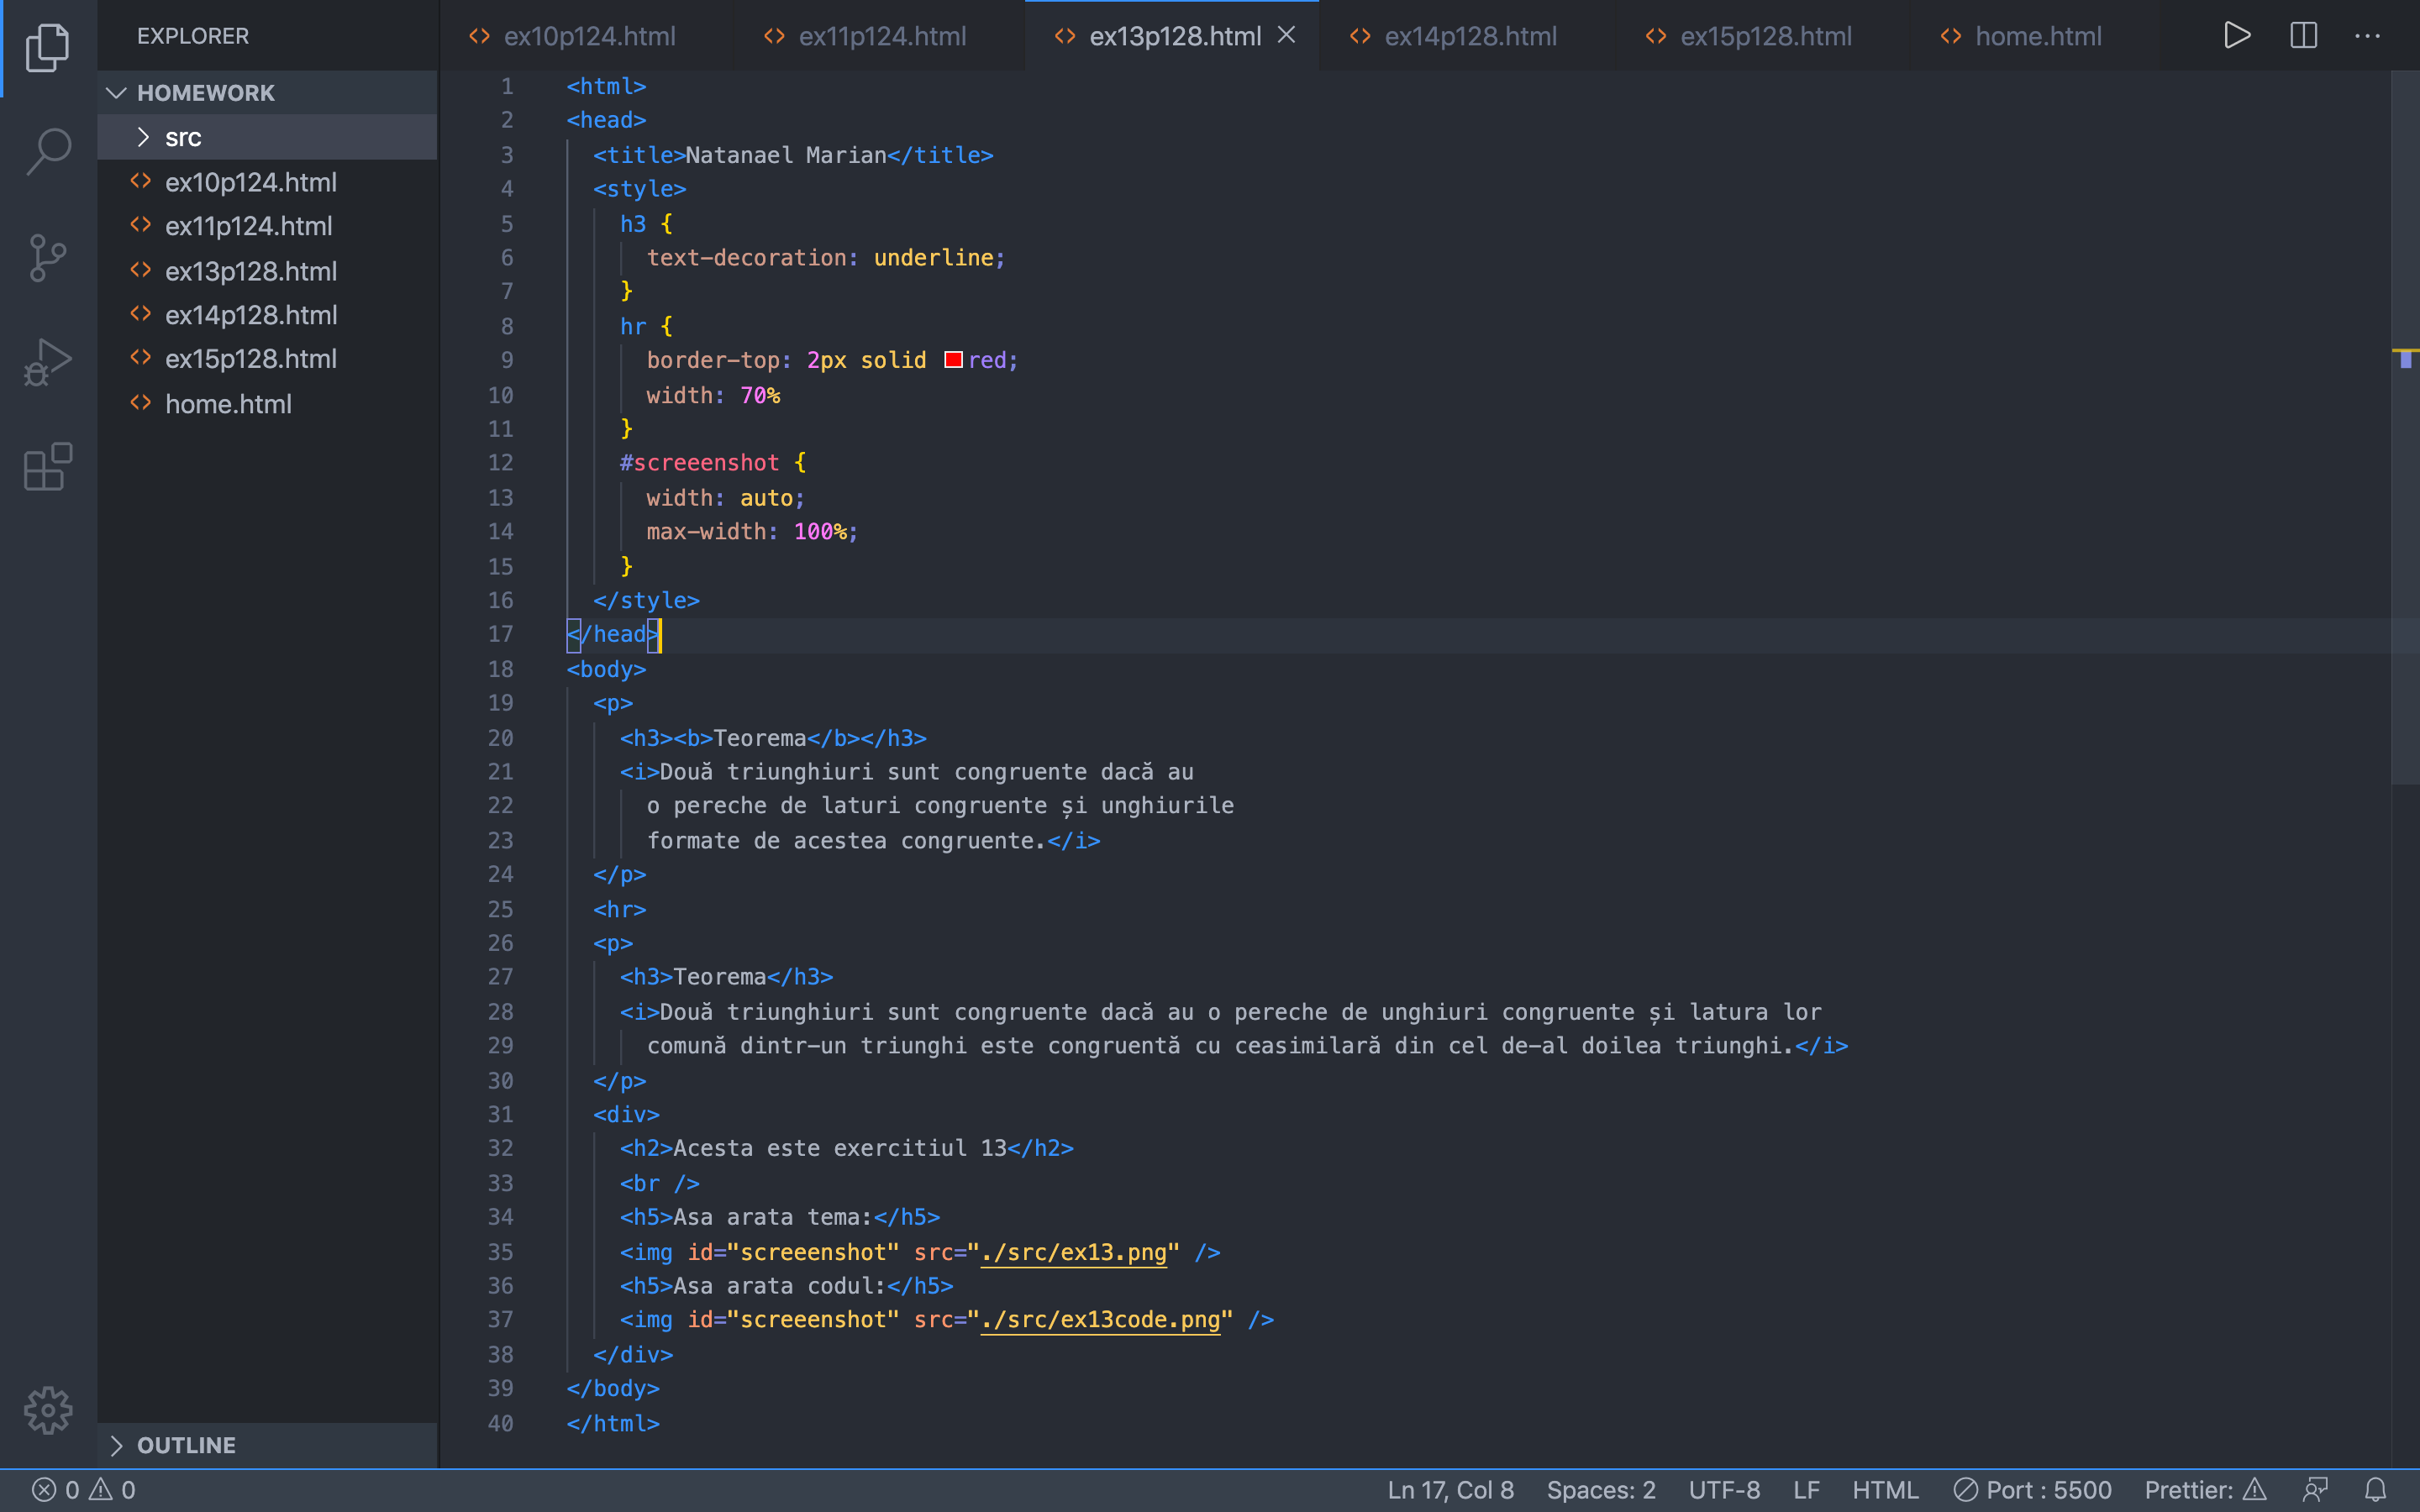 EXPLORER
HOMEWORK
src
ex10p124.html
ex11p124.html
ex13p128.html
ex14p128.html
ex15p128.html
home.html
OUTLINE
ex10p124.html
ex11p124.html
ex13p128.html
ex14p128.html
ex15p128.html
home.html
1 <html>
2 <head>
3 <title>Natanael Marian</title>
4 <style>
5 h3 {
6 text-decoration: underline;
7 }
8 hr {
9 border-top: 2px solid red;
10 width: 70%
11 }
12 #screeenshot {
13 width: auto;
14 max-width: 100%;
15 }
16 </style>
17 </head>
18 <body>
19 <p>
20 <h3><b>Teorema</b></h3>
21 <i>Două triunghiuri sunt congruente dacă au
22 o pereche de laturi congruente și unghiurile
23 formate de acestea congruente.</i>
24 </p>
25 <hr>
26 <p>
27 <h3>Teorema</h3>
28 <i>Două triunghiuri sunt congruente dacă au o pereche de unghiuri congruente și latura lor
29 comună dintr-un triunghi este congruentă cu ceasimilară din cel de-al doilea triunghi.</i>
30 </p>
31 <div>
32 <h2>Acesta este exercitiul 13</h2>
33 <br />
34 <h5>Asa arata tema:</h5>
35 <img id="screeenshot" src="./src/ex13.png" />
36 <h5>Asa arata codul:</h5>
37 <img id="screeenshot" src="./src/ex13code.png" />
38 </div>
39 </body>
40 </html>
0 0
Ln 17, Col 8
Spaces: 2
UTF-8
LF
HTML
Port : 5500
Prettier: